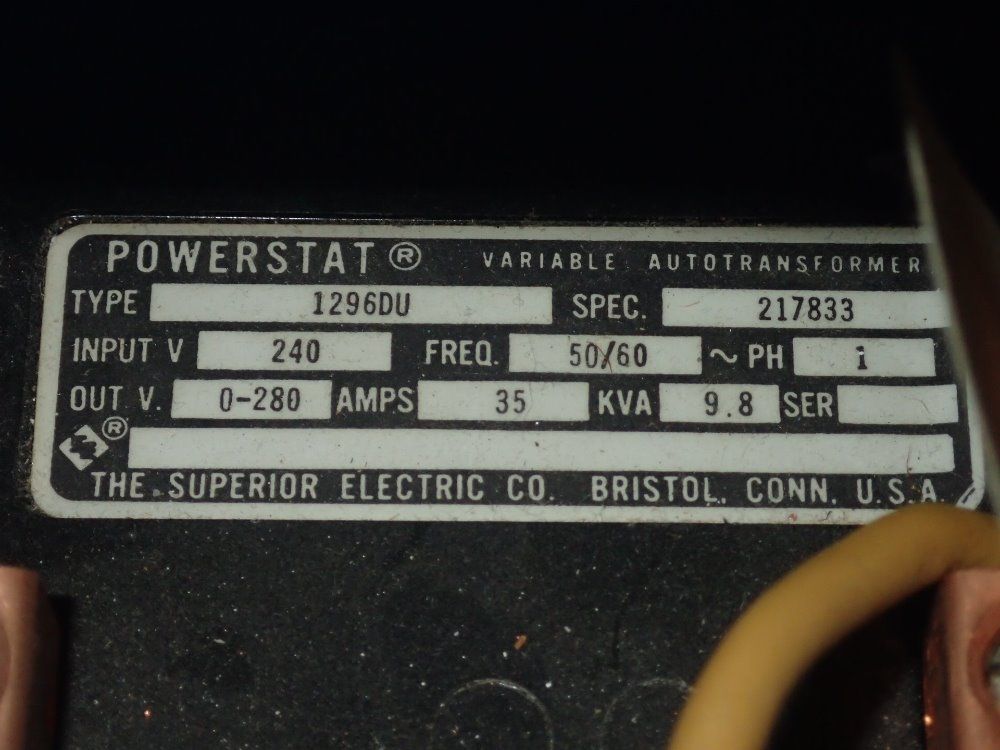 POWERSTAT® VARIABLE AUTOTRANSFORMER
TYPE 1296DU SPEC. 217833
INPUT V 240 FREQ. 50/60 ~ PH 1
OUT V. 0-280 AMPS 35 KVA 9.8 SER
®
THE SUPERIOR ELECTRIC CO. BRISTOL, CONN. U.S.A.